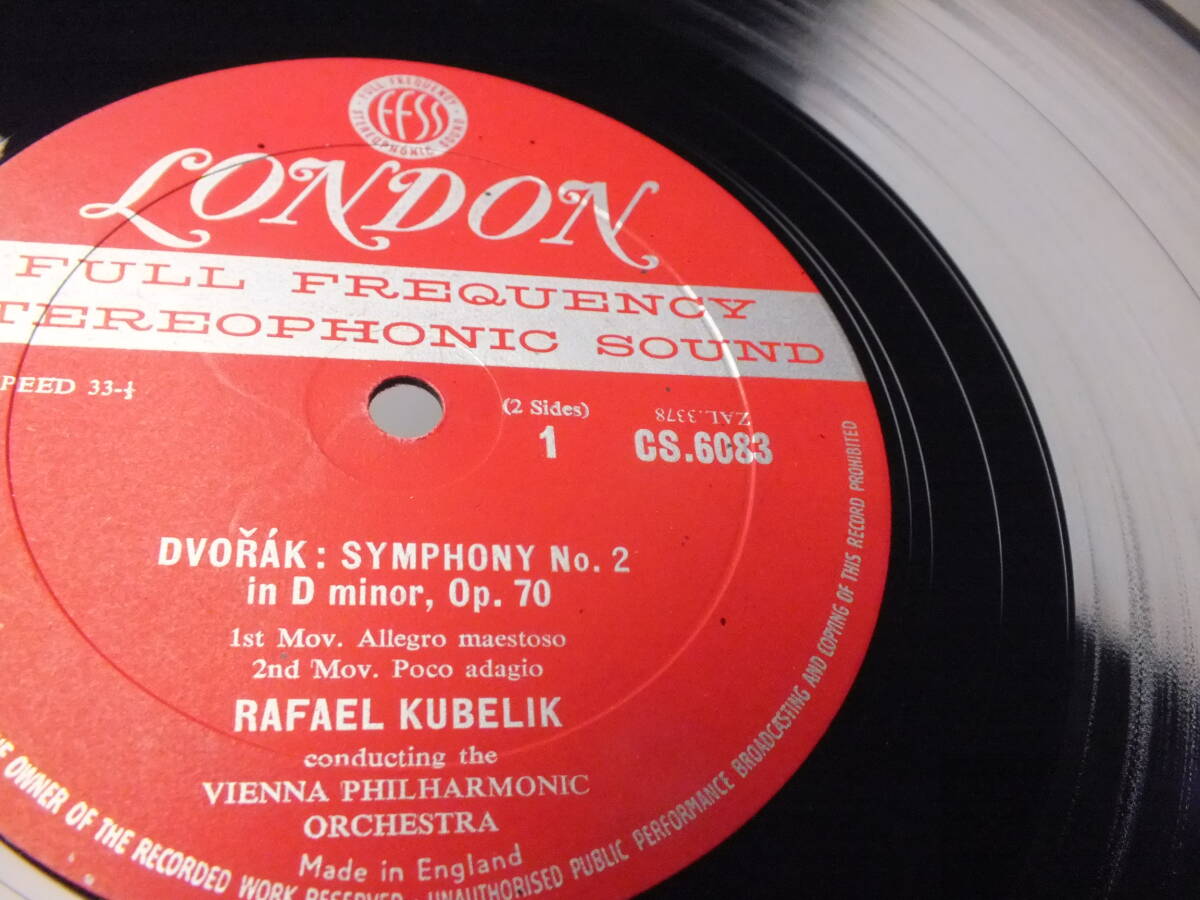 FULL FREQUENCY
FFSS
STEREOPHONIC SOUND
LONDON
FULL FREQUENCY
TEREOPHONIC SOUND
PEED 33-⅓
(2 Sides)
1
ZAL.3378
CS.6083
DVOŘÁK: SYMPHONY No. 2
in D minor, Op. 70
1st Mov. Allegro maestoso
2nd Mov. Poco adagio
RAFAEL KUBELIK
conducting the
VIENNA PHILHARMONIC
ORCHESTRA
Made in England
OWNER OF THE RECORDED WORK RESERVED · UNAUTHORISED PUBLIC PERFORMANCE BROADCASTING AND COPYING OF THIS RECORD PROHIBITED